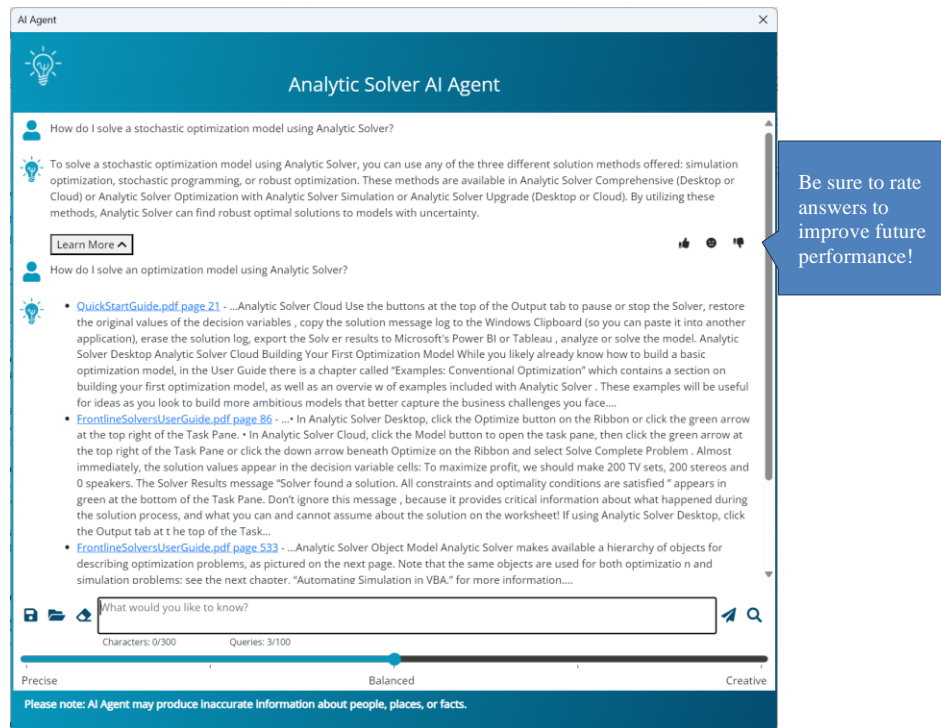 AI Agent
Analytic Solver AI Agent
How do I solve a stochastic optimization model using Analytic Solver?
To solve a stochastic optimization model using Analytic Solver, you can use any of the three different solution methods offered: simulation
optimization, stochastic programming, or robust optimization. These methods are available in Analytic Solver Comprehensive (Desktop or
Cloud) or Analytic Solver Optimization with Analytic Solver Simulation or Analytic Solver Upgrade (Desktop or Cloud). By utilizing these
methods, Analytic Solver can find robust optimal solutions to models with uncertainty.
Learn More
Be sure to rate
answers to
improve future
performance!
How do I solve an optimization model using Analytic Solver?
• QuickStartGuide.pdf page 21 - ...Analytic Solver Cloud Use the buttons at the top of the Output tab to pause or stop the Solver, restore
the original values of the decision variables , copy the solution message log to the Windows Clipboard (so you can paste it into another
application), erase the solution log, export the Solv er results to Microsoft's Power BI or Tableau , analyze or solve the model. Analytic
Solver Desktop Analytic Solver Cloud Building Your First Optimization Model While you likely already know how to build a basic
optimization model, in the User Guide there is a chapter called “Examples: Conventional Optimization” which contains a section on
building your first optimization model, as well as an overvie w of examples included with Analytic Solver . These examples will be useful
for ideas as you look to build more ambitious models that better capture the business challenges you face....
• FrontlineSolversUserGuide.pdf page 86 - ...• In Analytic Solver Desktop, click the Optimize button on the Ribbon or click the green arrow
at the top right of the Task Pane. • In Analytic Solver Cloud, click the Model button to open the task pane, then click the green arrow at
the top right of the Task Pane or click the down arrow beneath Optimize on the Ribbon and select Solve Complete Problem . Almost
immediately, the solution values appear in the decision variable cells: To maximize profit, we should make 200 TV sets, 200 stereos and
0 speakers. The Solver Results message “Solver found a solution. All constraints and optimality conditions are satisfied ” appears in
green at the bottom of the Task Pane. Don’t ignore this message , because it provides critical information about what happened during
the solution process, and what you can and cannot assume about the solution on the worksheet! If using Analytic Solver Desktop, click
the Output tab at t he top of the Task...
• FrontlineSolversUserGuide.pdf page 533 - ...Analytic Solver Object Model Analytic Solver makes available a hierarchy of objects for
describing optimization problems, as pictured on the next page. Note that the same objects are used for both optimizatio n and
simulation problems: see the next chapter, “Automating Simulation in VBA,” for more information....
What would you like to know?
Characters: 0/300 Queries: 3/100
Precise Balanced Creative
Please note: AI Agent may produce inaccurate information about people, places, or facts.